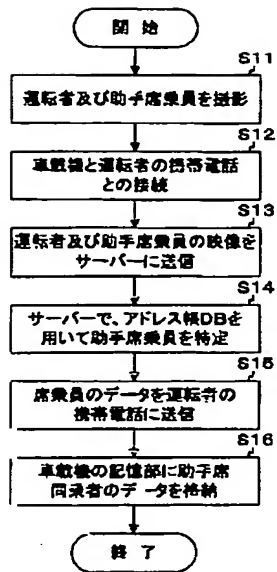 開 始
S11
運転者及び助手席乗員を撮影
S12
車載機と運転者の携帯電話
との接続
S13
運転者及び助手席乗員の映像を
サーバーに送信
S14
サーバーで、アドレス帳DBを
用いて助手席乗員を特定
S15
席乗員のデータを運転者の
携帯電話に送信
S16
車載機の記憶部に助手席
同乗者のデータを格納
終 了